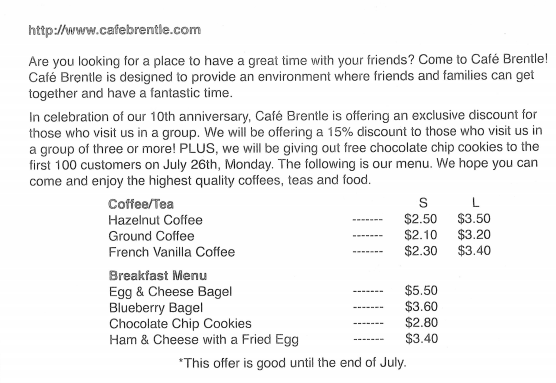 http://www.cafebrentle.com
Are you looking for a place to have a great time with your friends? Come to Café Brentle!
Café Brentle is designed to provide an environment where friends and families can get
together and have a fantastic time.
In celebration of our 10th anniversary, Café Brentle is offering an exclusive discount for
those who visit us in a group. We will be offering a 15% discount to those who visit us in
a group of three or more! PLUS, we will be giving out free chocolate chip cookies to the
first 100 customers on July 26th, Monday. The following is our menu. We hope you can
come and enjoy the highest quality coffees, teas and food.
Coffee/Tea S L
Hazelnut Coffee ------- $2.50 $3.50
Ground Coffee ------- $2.10 $3.20
French Vanilla Coffee ------- $2.30 $3.40
Breakfast Menu
Egg & Cheese Bagel ------- $5.50
Blueberry Bagel ------- $3.60
Chocolate Chip Cookies ------- $2.80
Ham & Cheese with a Fried Egg ------- $3.40
*This offer is good until the end of July.